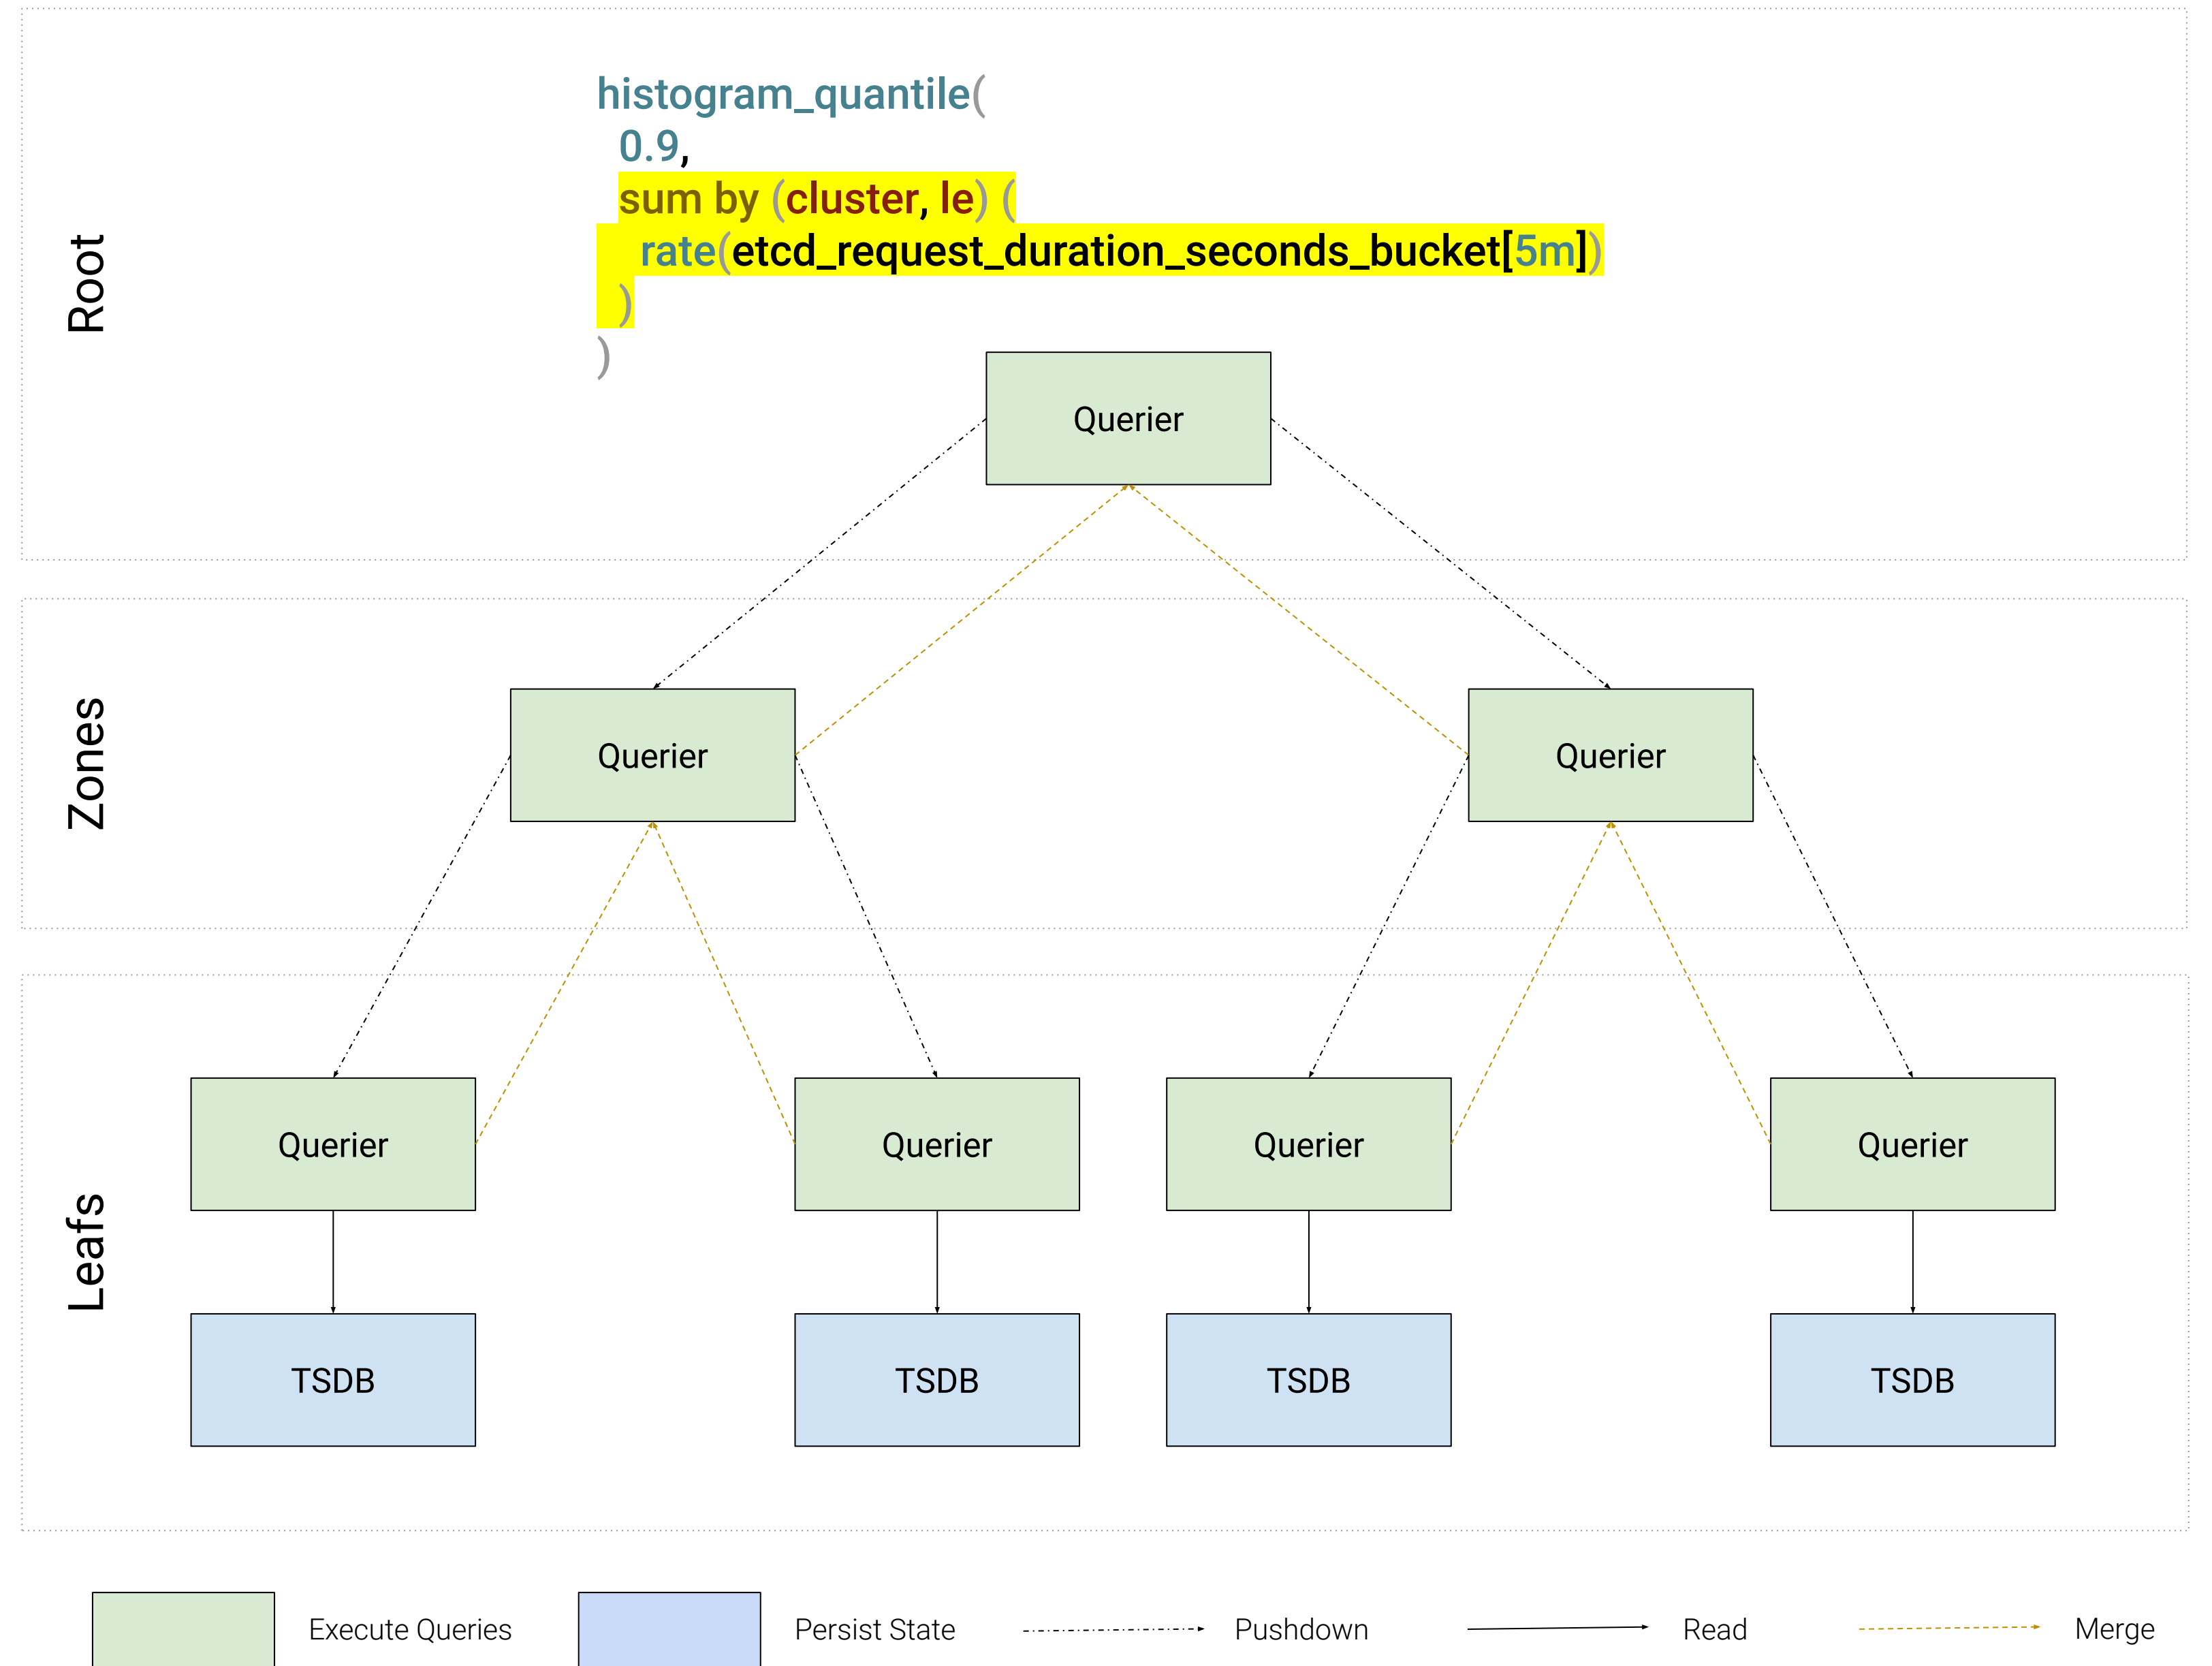 Root
histogram_quantile(
0.9,
sum by (cluster, le) (
rate(etcd_request_duration_seconds_bucket[5m])
)
)
Querier
Zones
Querier
Querier
Leafs
Querier
Querier
Querier
Querier
TSDB
TSDB
TSDB
TSDB
Execute Queries
Persist State
Pushdown
Read
Merge